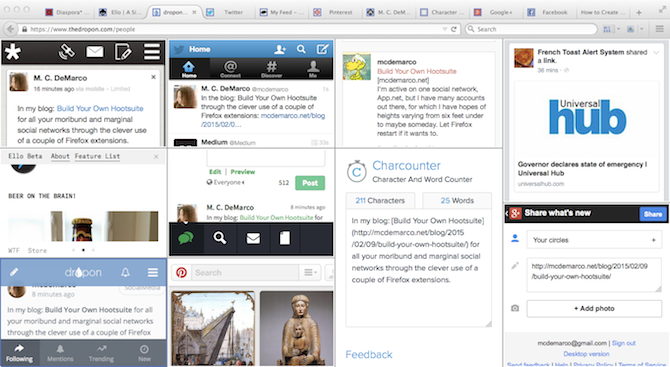 Diaspora*
Ello | A Si
dropon
Twitter
My Feed –
Pinterest
M. C. DeM
Character
Google+
Facebook
How to Create
www.thedropon.com/people
Search
M. C. DeMarco
16 minutes ago via mobile – Limited
In my blog: Build Your Own Hootsuite
for all your moribund and marginal
social networks through the clever use
of a couple of Firefox extensions.
Ello Beta About Feature List
BEER ON THE BRAIN!
WTF Store
dropon
M. C. DeMarco
8 minutes ago
SocialMedia
In my blog: Build Your Own Hootsuite for all
your moribund and marginal social networks
through the clever use of a couple of Firefox
Following
Mentions
Trending
New
Twitter
Home
Connect
Discover
Me
M. C. DeMarco @mcdemarco
In the blog: Build Your Own Hootsuite
through the clever use of a couple of
Firefox extensions: mcdemarco.net/blog
/2015/02/0...
Medium @Medium 33m
Edit | Preview
Everyone
512
Post
M. C. DeMarco 8 minutes ago
In my blog: Build Your Own Hootsuite for
Search
mcdemarco
Build Your Own Hootsuite
[mcdemarco.net]
I'm active on one social network,
App.net, but I have many accounts
out there, for which I have hopes of
heights varying from six feet under
to maybe someday. Let Firefox
restart if it wants to.
Charcounter
Character And Word Counter
211 Characters
25 Words
In my blog: [Build Your Own Hootsuite]
(http://mcdemarco.net/blog/2015
/02/09/build-your-own-hootsuite/) for
all your moribund and marginal social
networks through the clever use of a
couple of Firefox extensions.
Feedback
French Toast Alert System shared
a link.
36 mins
Universal
hub
Governor declares state of emergency |
Universal Hub
universalhub.com
Share what's new
Share
Your circles
http://mcdemarco.net/blog/2015/02/09
/build-your-own-hootsuite/
+ Add photo
mcdemarco@gmail.com | Sign out
Desktop version
Send feedback | Help | Privacy Policy | Terms of Service